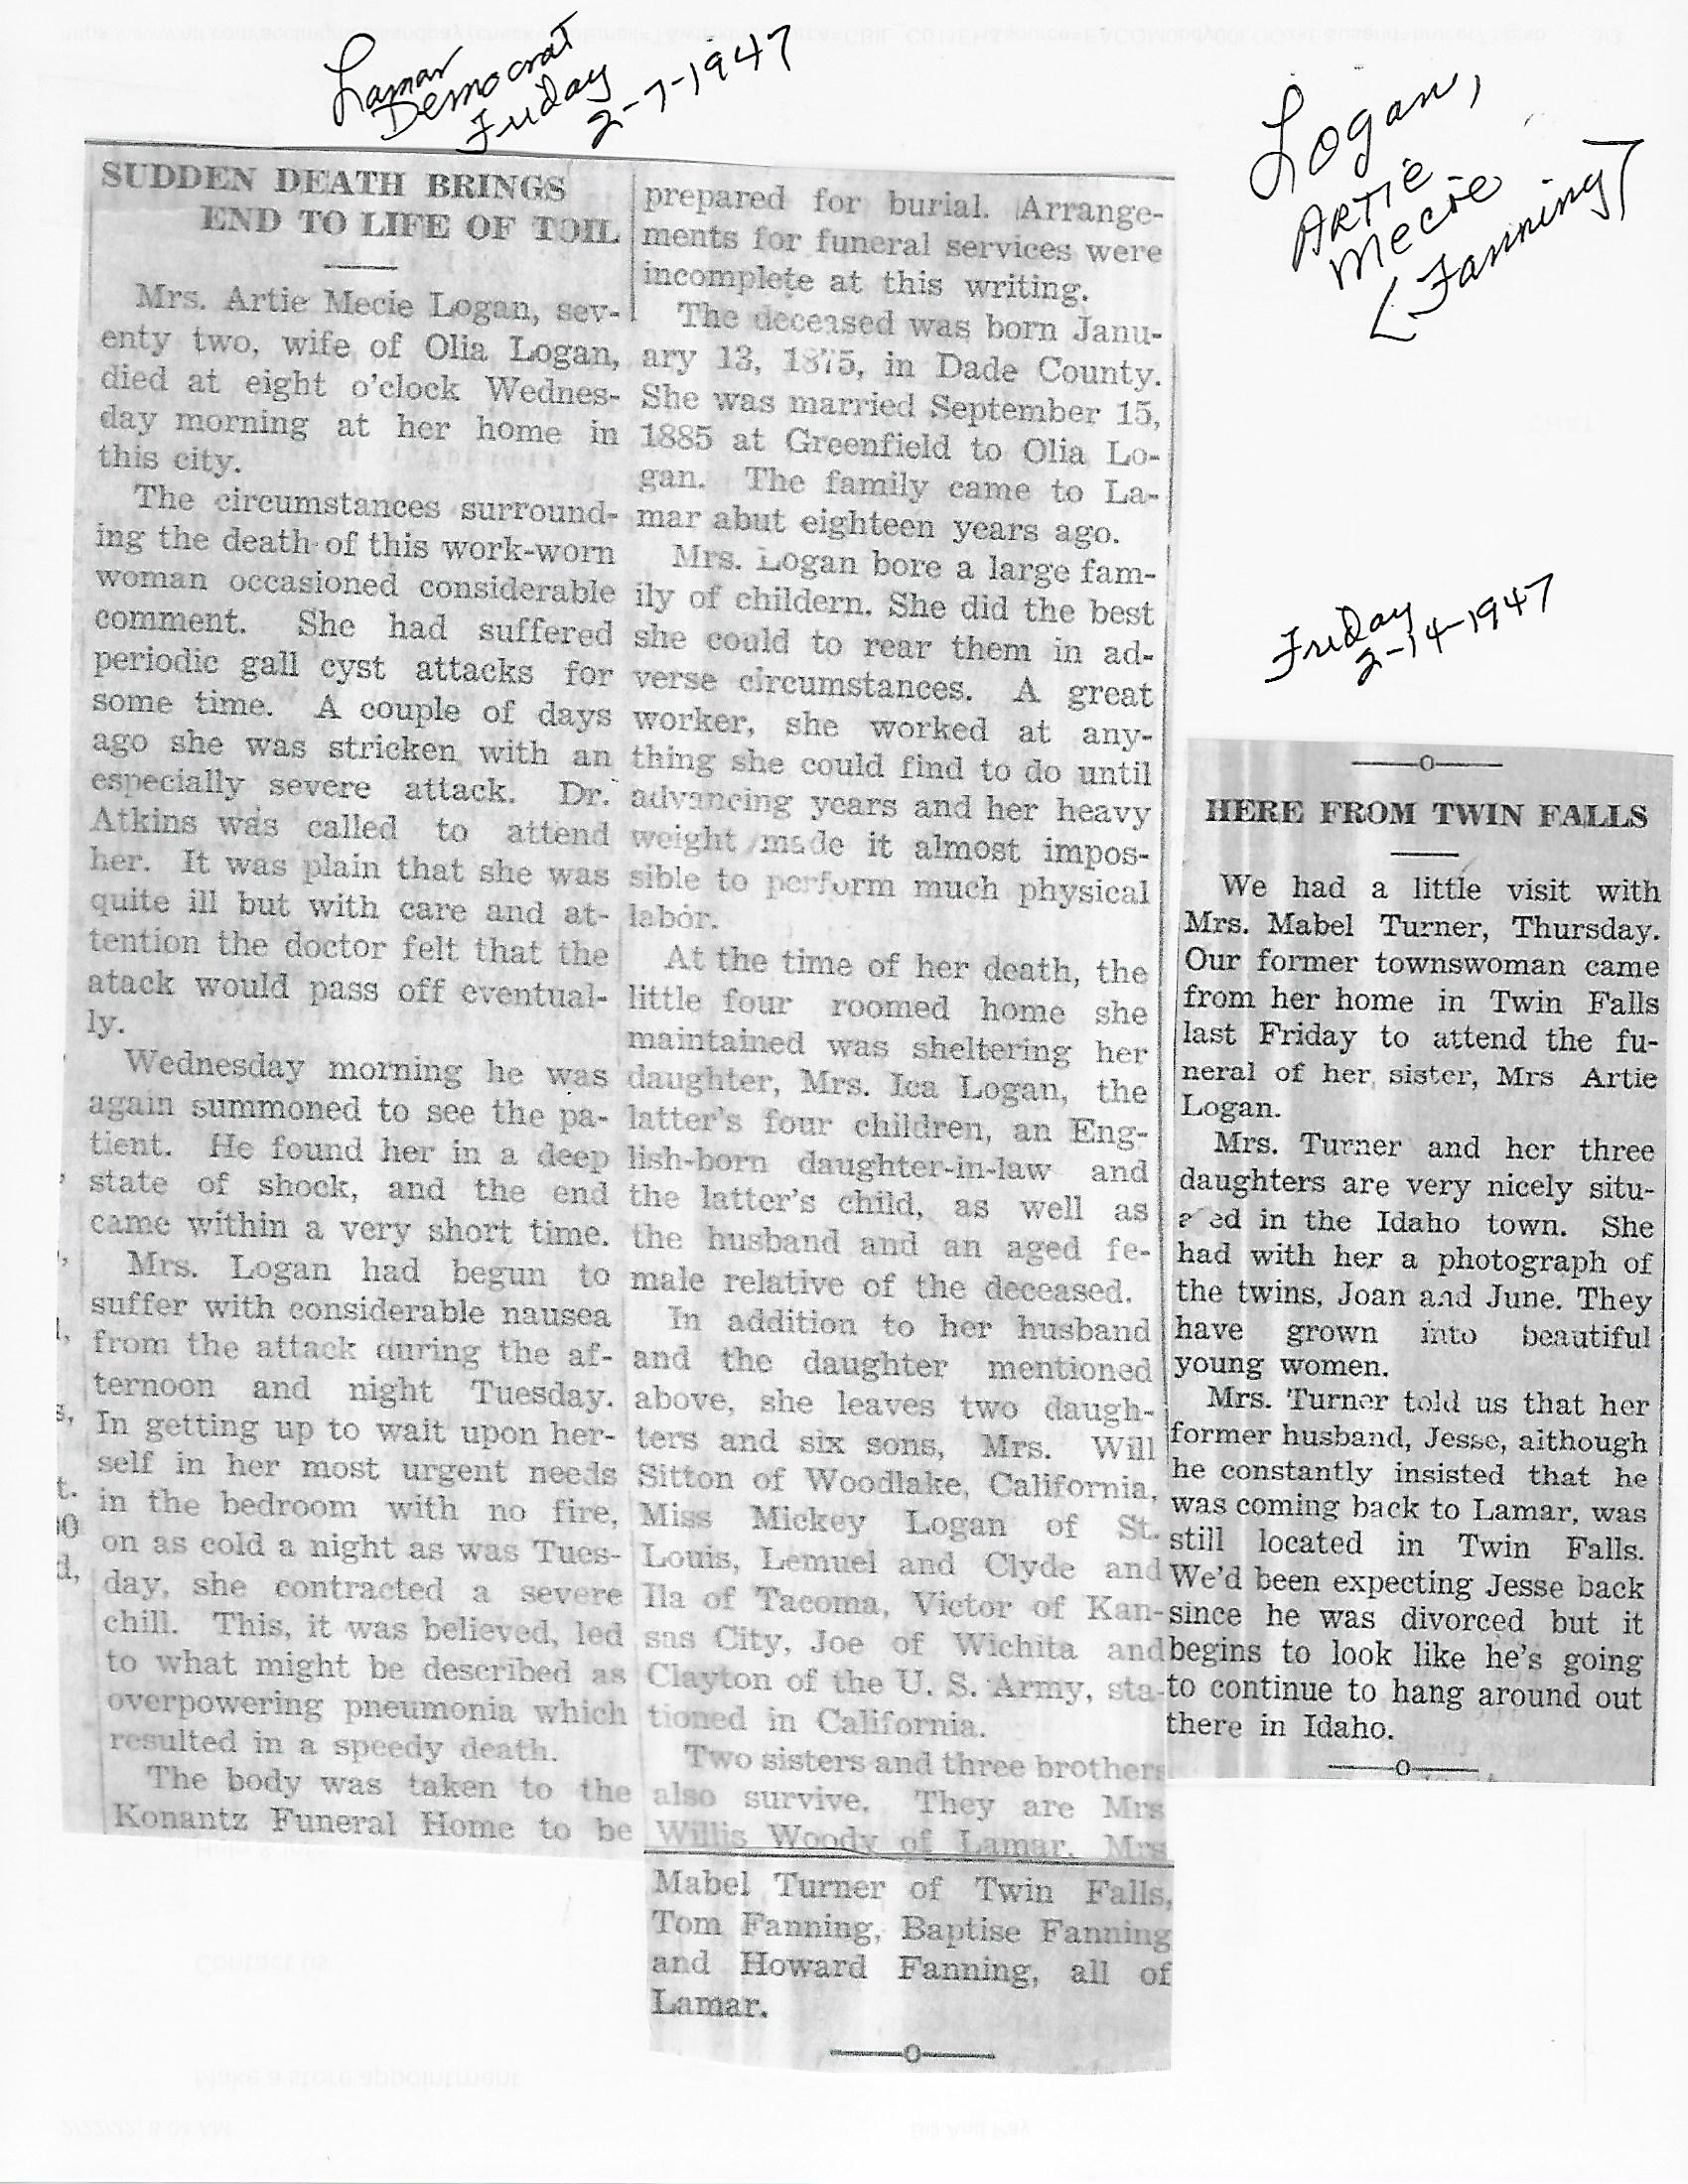 Lamar
Democrat
Friday
2-7-1947
Logan,
Artie
Mecie
[Fanning]
SUDDEN DEATH BRINGS
END TO LIFE OF TOIL
Mrs. Artie Mecie Logan, sev-
enty two, wife of Olia Logan,
died at eight o'clock Wednes-
day morning at her home in
this city.
The circumstances surround-
ing the death of this work-worn
woman occasioned considerable
comment. She had suffered
periodic gall cyst attacks for
some time. A couple of days
ago she was stricken with an
especially severe attack. Dr.
Atkins was called to attend
her. It was plain that she was
quite ill but with care and at-
tention the doctor felt that the
atack would pass off eventual-
ly.
Wednesday morning he was
again summoned to see the pa-
tient. He found her in a deep
state of shock, and the end
came within a very short time.
Mrs. Logan had begun to
suffer with considerable nausea
from the attack during the af-
ternoon and night Tuesday.
In getting up to wait upon her-
self in her most urgent needs
in the bedroom with no fire,
on as cold a night as was Tues-
day, she contracted a severe
chill. This, it was believed, led
to what might be described as
overpowering pneumonia which
resulted in a speedy death.
The body was taken to the
Konantz Funeral Home to be
prepared for burial. Arrange-
ments for funeral services were
incomplete at this writing.
The deceased was born Janu-
ary 13, 1875, in Dade County.
She was married September 15,
1885 at Greenfield to Olia Lo-
gan. The family came to La-
mar abut eighteen years ago.
Mrs. Logan bore a large fam-
ily of childern. She did the best
she could to rear them in ad-
verse circumstances. A great
worker, she worked at any-
thing she could find to do until
advancing years and her heavy
weight made it almost impos-
sible to perform much physical
labor.
At the time of her death, the
little four roomed home she
maintained was sheltering her
daughter, Mrs. Ica Logan, the
latter's four children, an Eng-
lish-born daughter-in-law and
the latter's child, as well as
the husband and an aged fe-
male relative of the deceased.
In addition to her husband
and the daughter mentioned
above, she leaves two daugh-
ters and six sons, Mrs. Will
Sitton of Woodlake, California,
Miss Mickey Logan of St.
Louis, Lemuel and Clyde and
Ila of Tacoma, Victor of Kan-
sas City, Joe of Wichita and
Clayton of the U. S. Army, sta-
tioned in California.
Two sisters and three brothers
also survive. They are Mrs
Willis Woody of Lamar, Mrs
Mabel Turner of Twin Falls,
Tom Fanning, Baptise Fanning
and Howard Fanning, all of
Lamar.
Friday
2-14-1947
HERE FROM TWIN FALLS
We had a little visit with
Mrs. Mabel Turner, Thursday.
Our former townswoman came
from her home in Twin Falls
last Friday to attend the fu-
neral of her sister, Mrs Artie
Logan.
Mrs. Turner and her three
daughters are very nicely situ-
ed in the Idaho town. She
had with her a photograph of
the twins, Joan and June. They
have grown into beautiful
young women.
Mrs. Turner told us that her
former husband, Jesse, although
he constantly insisted that he
was coming back to Lamar, was
still located in Twin Falls.
We'd been expecting Jesse back
since he was divorced but it
begins to look like he's going
to continue to hang around out
there in Idaho.